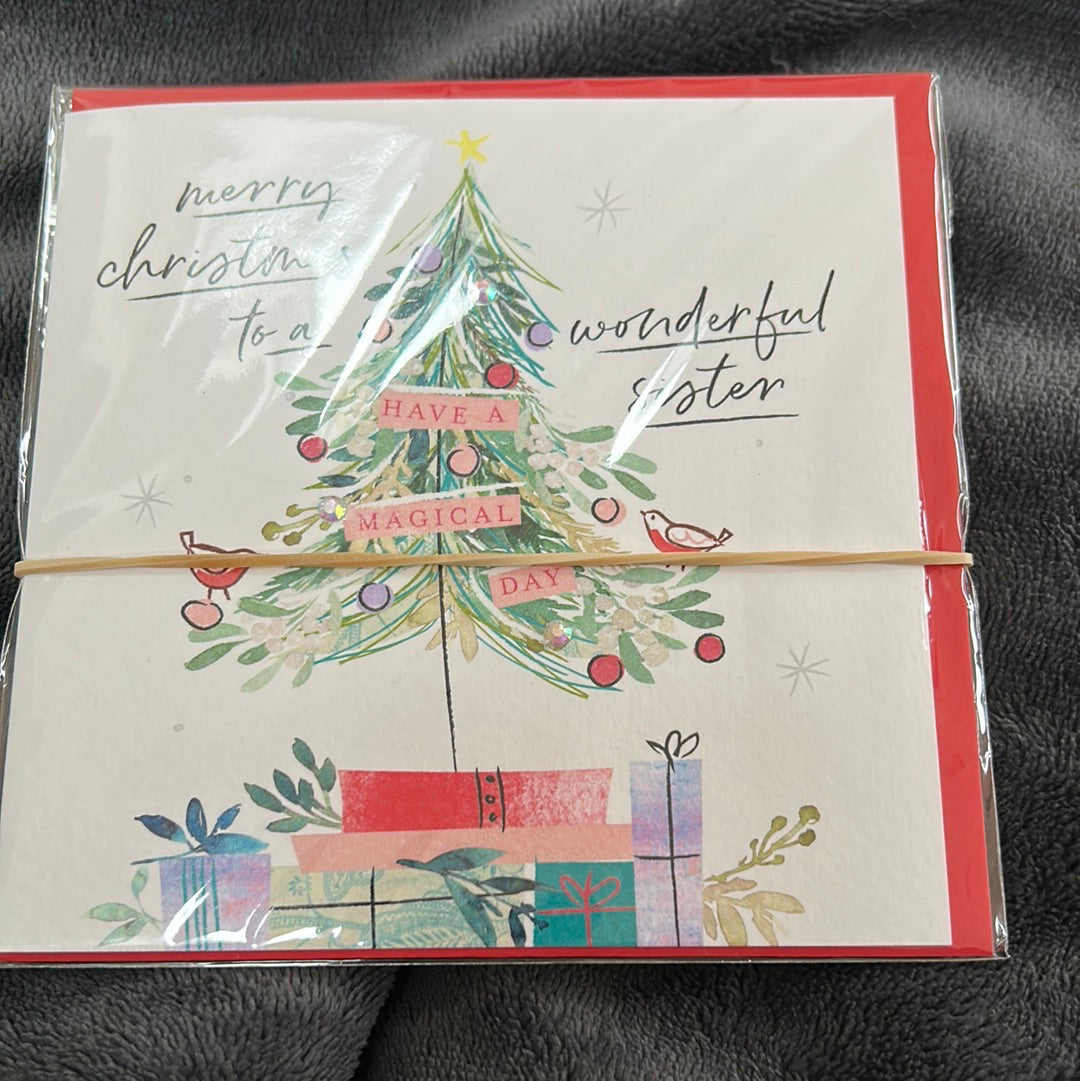 merry
christmas
to a
wonderful
sister
HAVE A
MAGICAL
DAY